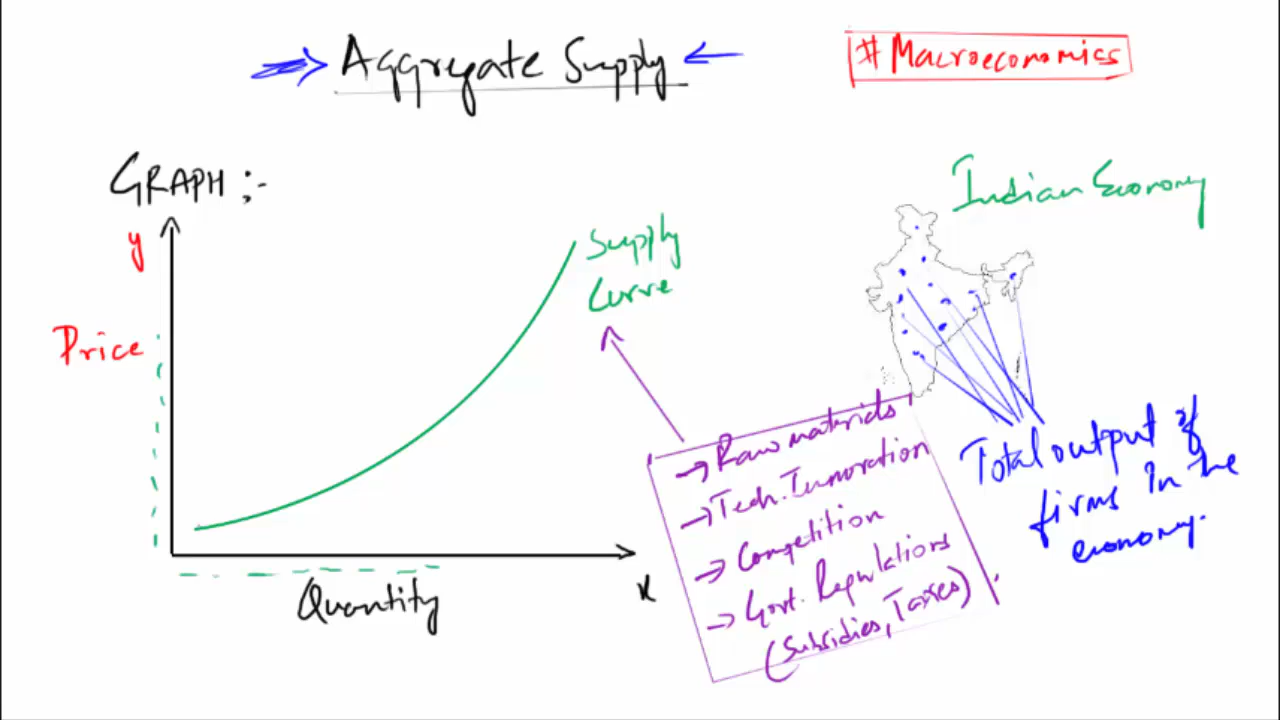 Aggregate Supply
#Macroeconomics
GRAPH :-
Indian Economy
y
Supply
Curve
Price
Raw materials
Tech. Innovation
Competition
Govt. Regulations
(Subsidies, Taxes)
Total output of
firms in the
economy.
x
Quantity